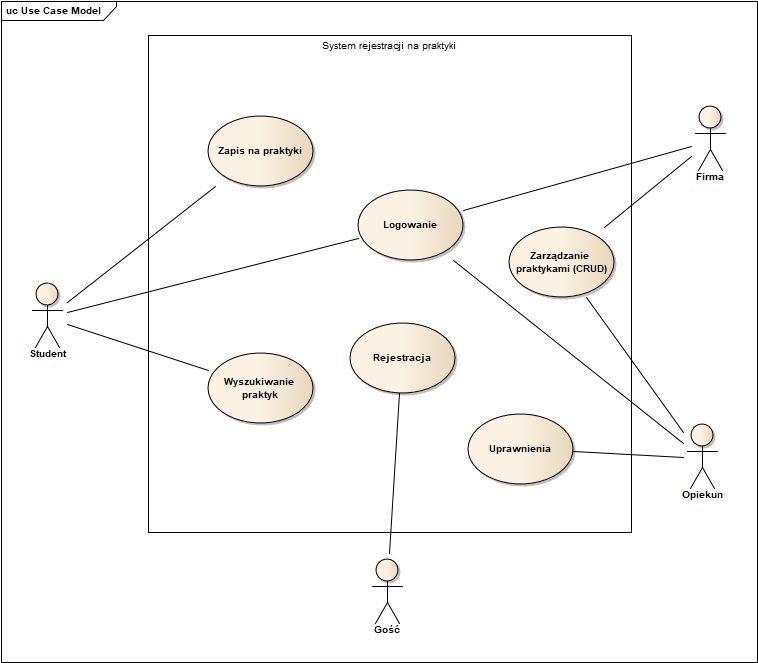 uc Use Case Model
System rejestracji na praktyki
Zapis na praktyki
Logowanie
Firma
Zarządzanie
praktykami (CRUD)
Student
Rejestracja
Wyszukiwanie
praktyk
Uprawnienia
Opiekun
Gość